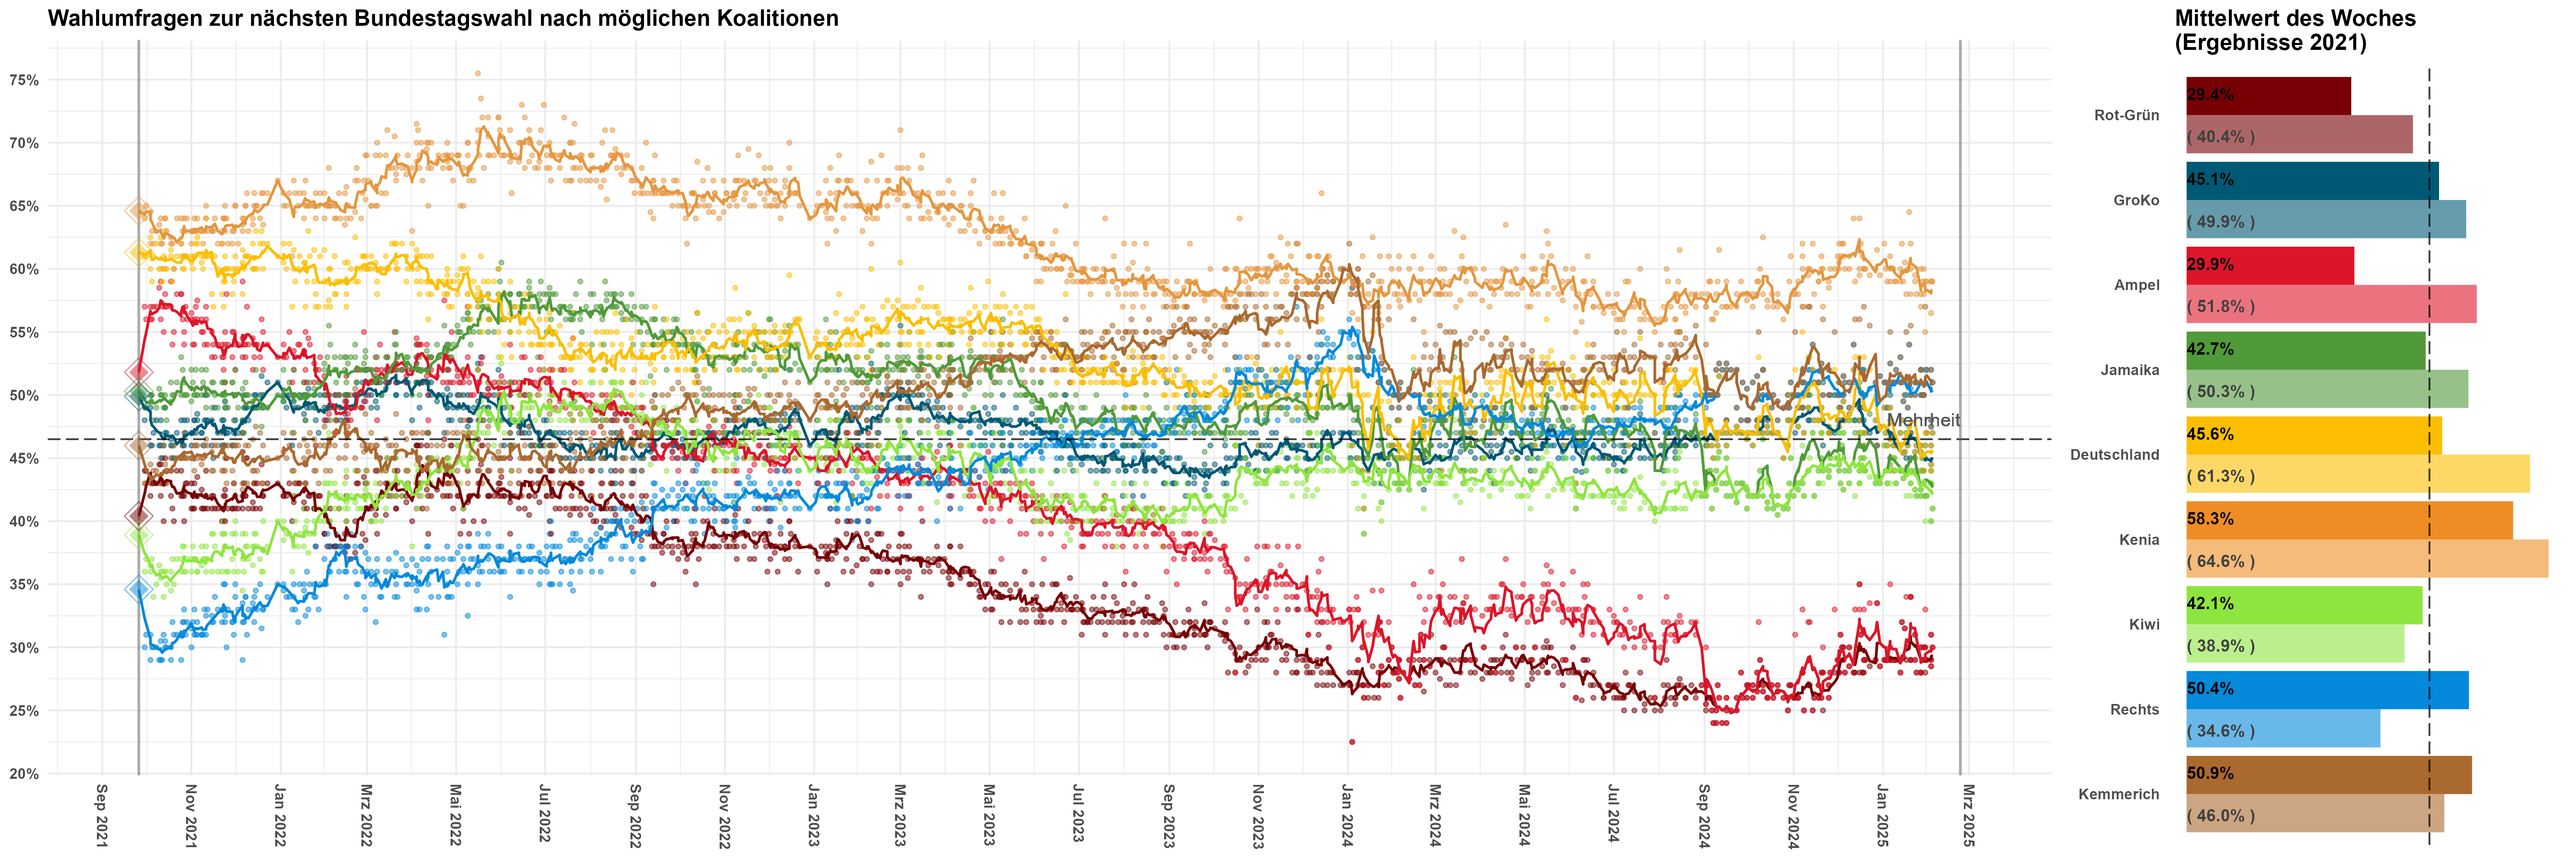 Wahlumfragen zur nächsten Bundestagswahl nach möglichen Koalitionen
75%
70%
65%
60%
55%
50%
45%
40%
35%
30%
25%
20%
Mehrheit
Sep 2021
Nov 2021
Jan 2022
Mrz 2022
Mai 2022
Jul 2022
Sep 2022
Nov 2022
Jan 2023
Mrz 2023
Mai 2023
Jul 2023
Sep 2023
Nov 2023
Jan 2024
Mrz 2024
Mai 2024
Jul 2024
Sep 2024
Nov 2024
Jan 2025
Mrz 2025
Mittelwert des Woches
(Ergebnisse 2021)
Rot-Grün
29.4%
( 40.4% )
GroKo
45.1%
( 49.9% )
Ampel
29.9%
( 51.8% )
Jamaika
42.7%
( 50.3% )
Deutschland
45.6%
( 61.3% )
Kenia
58.3%
( 64.6% )
Kiwi
42.1%
( 38.9% )
Rechts
50.4%
( 34.6% )
Kemmerich
50.9%
( 46.0% )